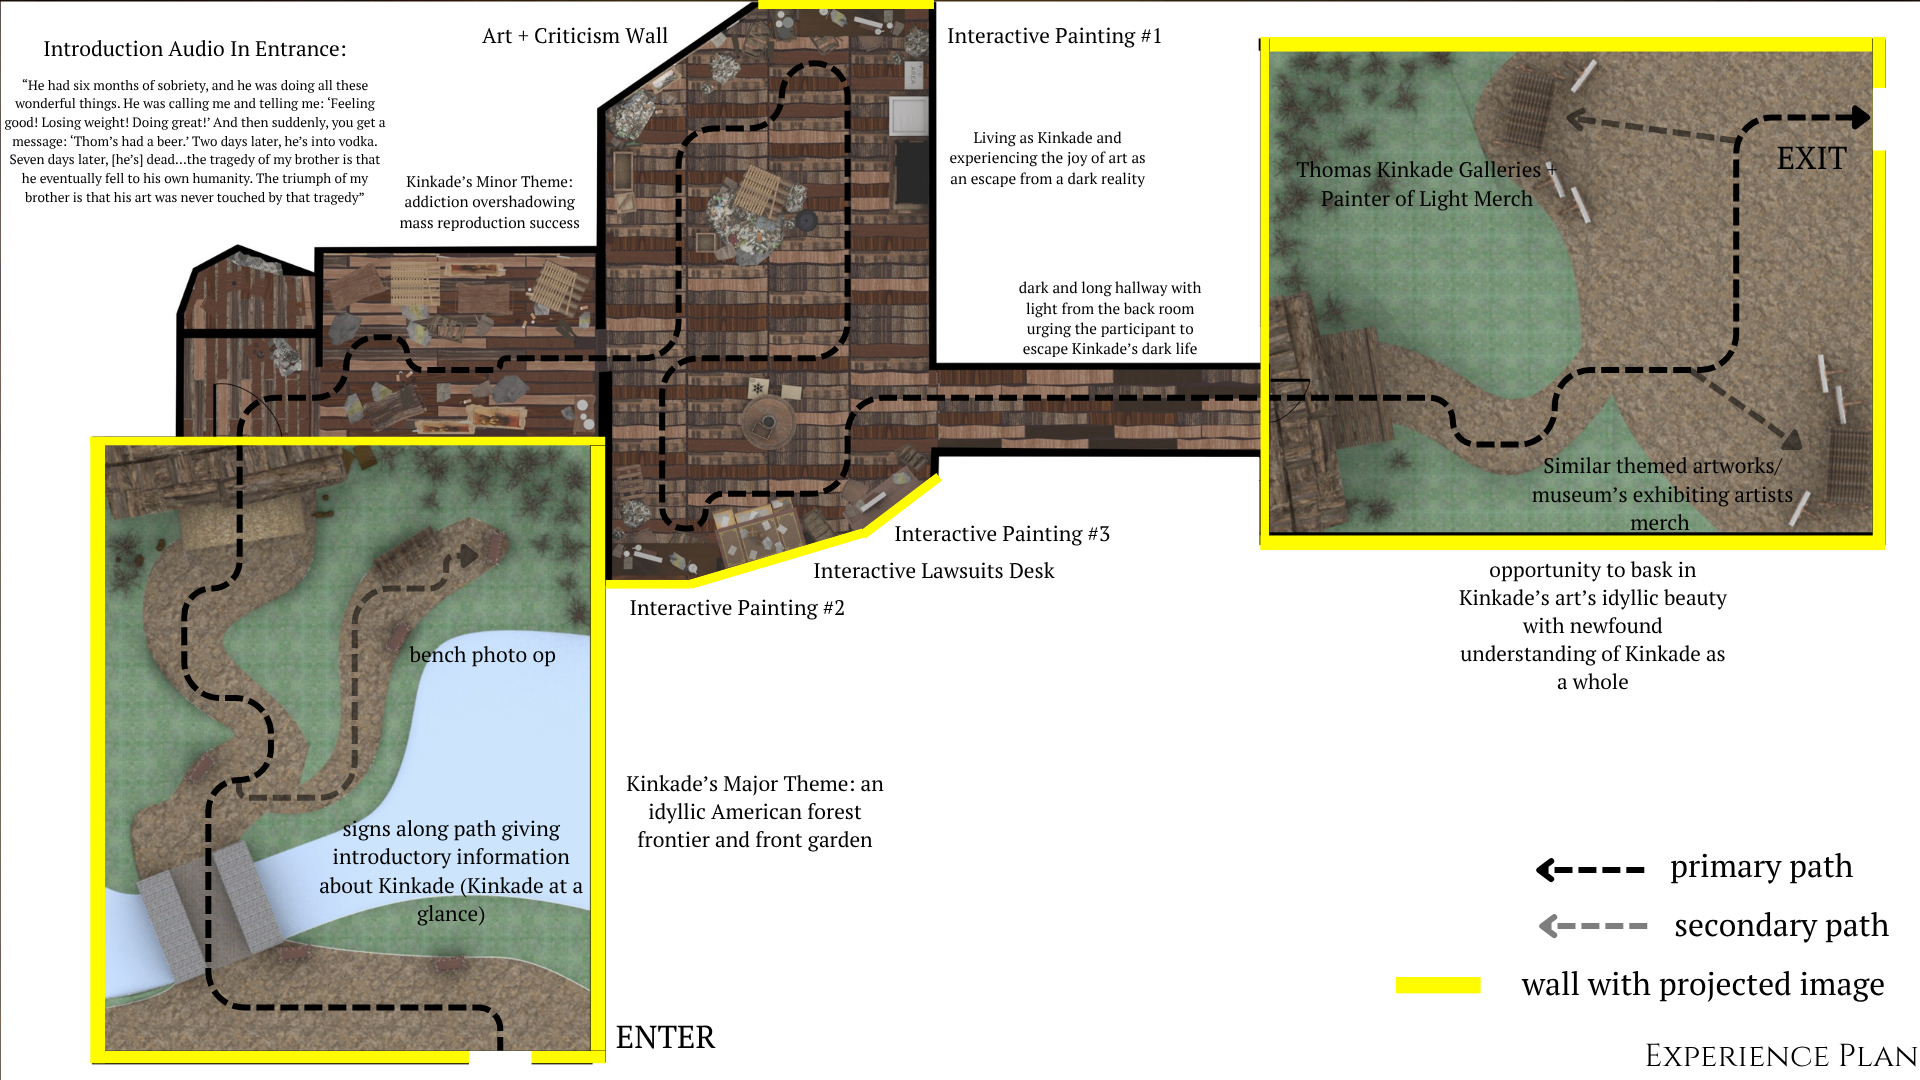 Introduction Audio In Entrance:
“He had six months of sobriety, and he was doing all these
wonderful things. He was calling me and telling me: ‘Feeling
good! Losing weight! Doing great!’ And then suddenly, you get a
message: ‘Thom’s had a beer.’ Two days later, he’s into vodka.
Seven days later, [he’s] dead...the tragedy of my brother is that
he eventually fell to his own humanity. The triumph of my
brother is that his art was never touched by that tragedy”
Art + Criticism Wall
Kinkade’s Minor Theme:
addiction overshadowing
mass reproduction success
Interactive Painting #1
Living as Kinkade and
experiencing the joy of art as
an escape from a dark reality
dark and long hallway with
light from the back room
urging the participant to
escape Kinkade’s dark life
Thomas Kinkade Galleries +
Painter of Light Merch
EXIT
Similar themed artworks/
museum’s exhibiting artists
merch
opportunity to bask in
Kinkade’s art’s idyllic beauty
with newfound
understanding of Kinkade as
a whole
Interactive Painting #3
Interactive Lawsuits Desk
Interactive Painting #2
bench photo op
Kinkade’s Major Theme: an
idyllic American forest
frontier and front garden
signs along path giving
introductory information
about Kinkade (Kinkade at a
glance)
ENTER
primary path
secondary path
wall with projected image
EXPERIENCE PLAN